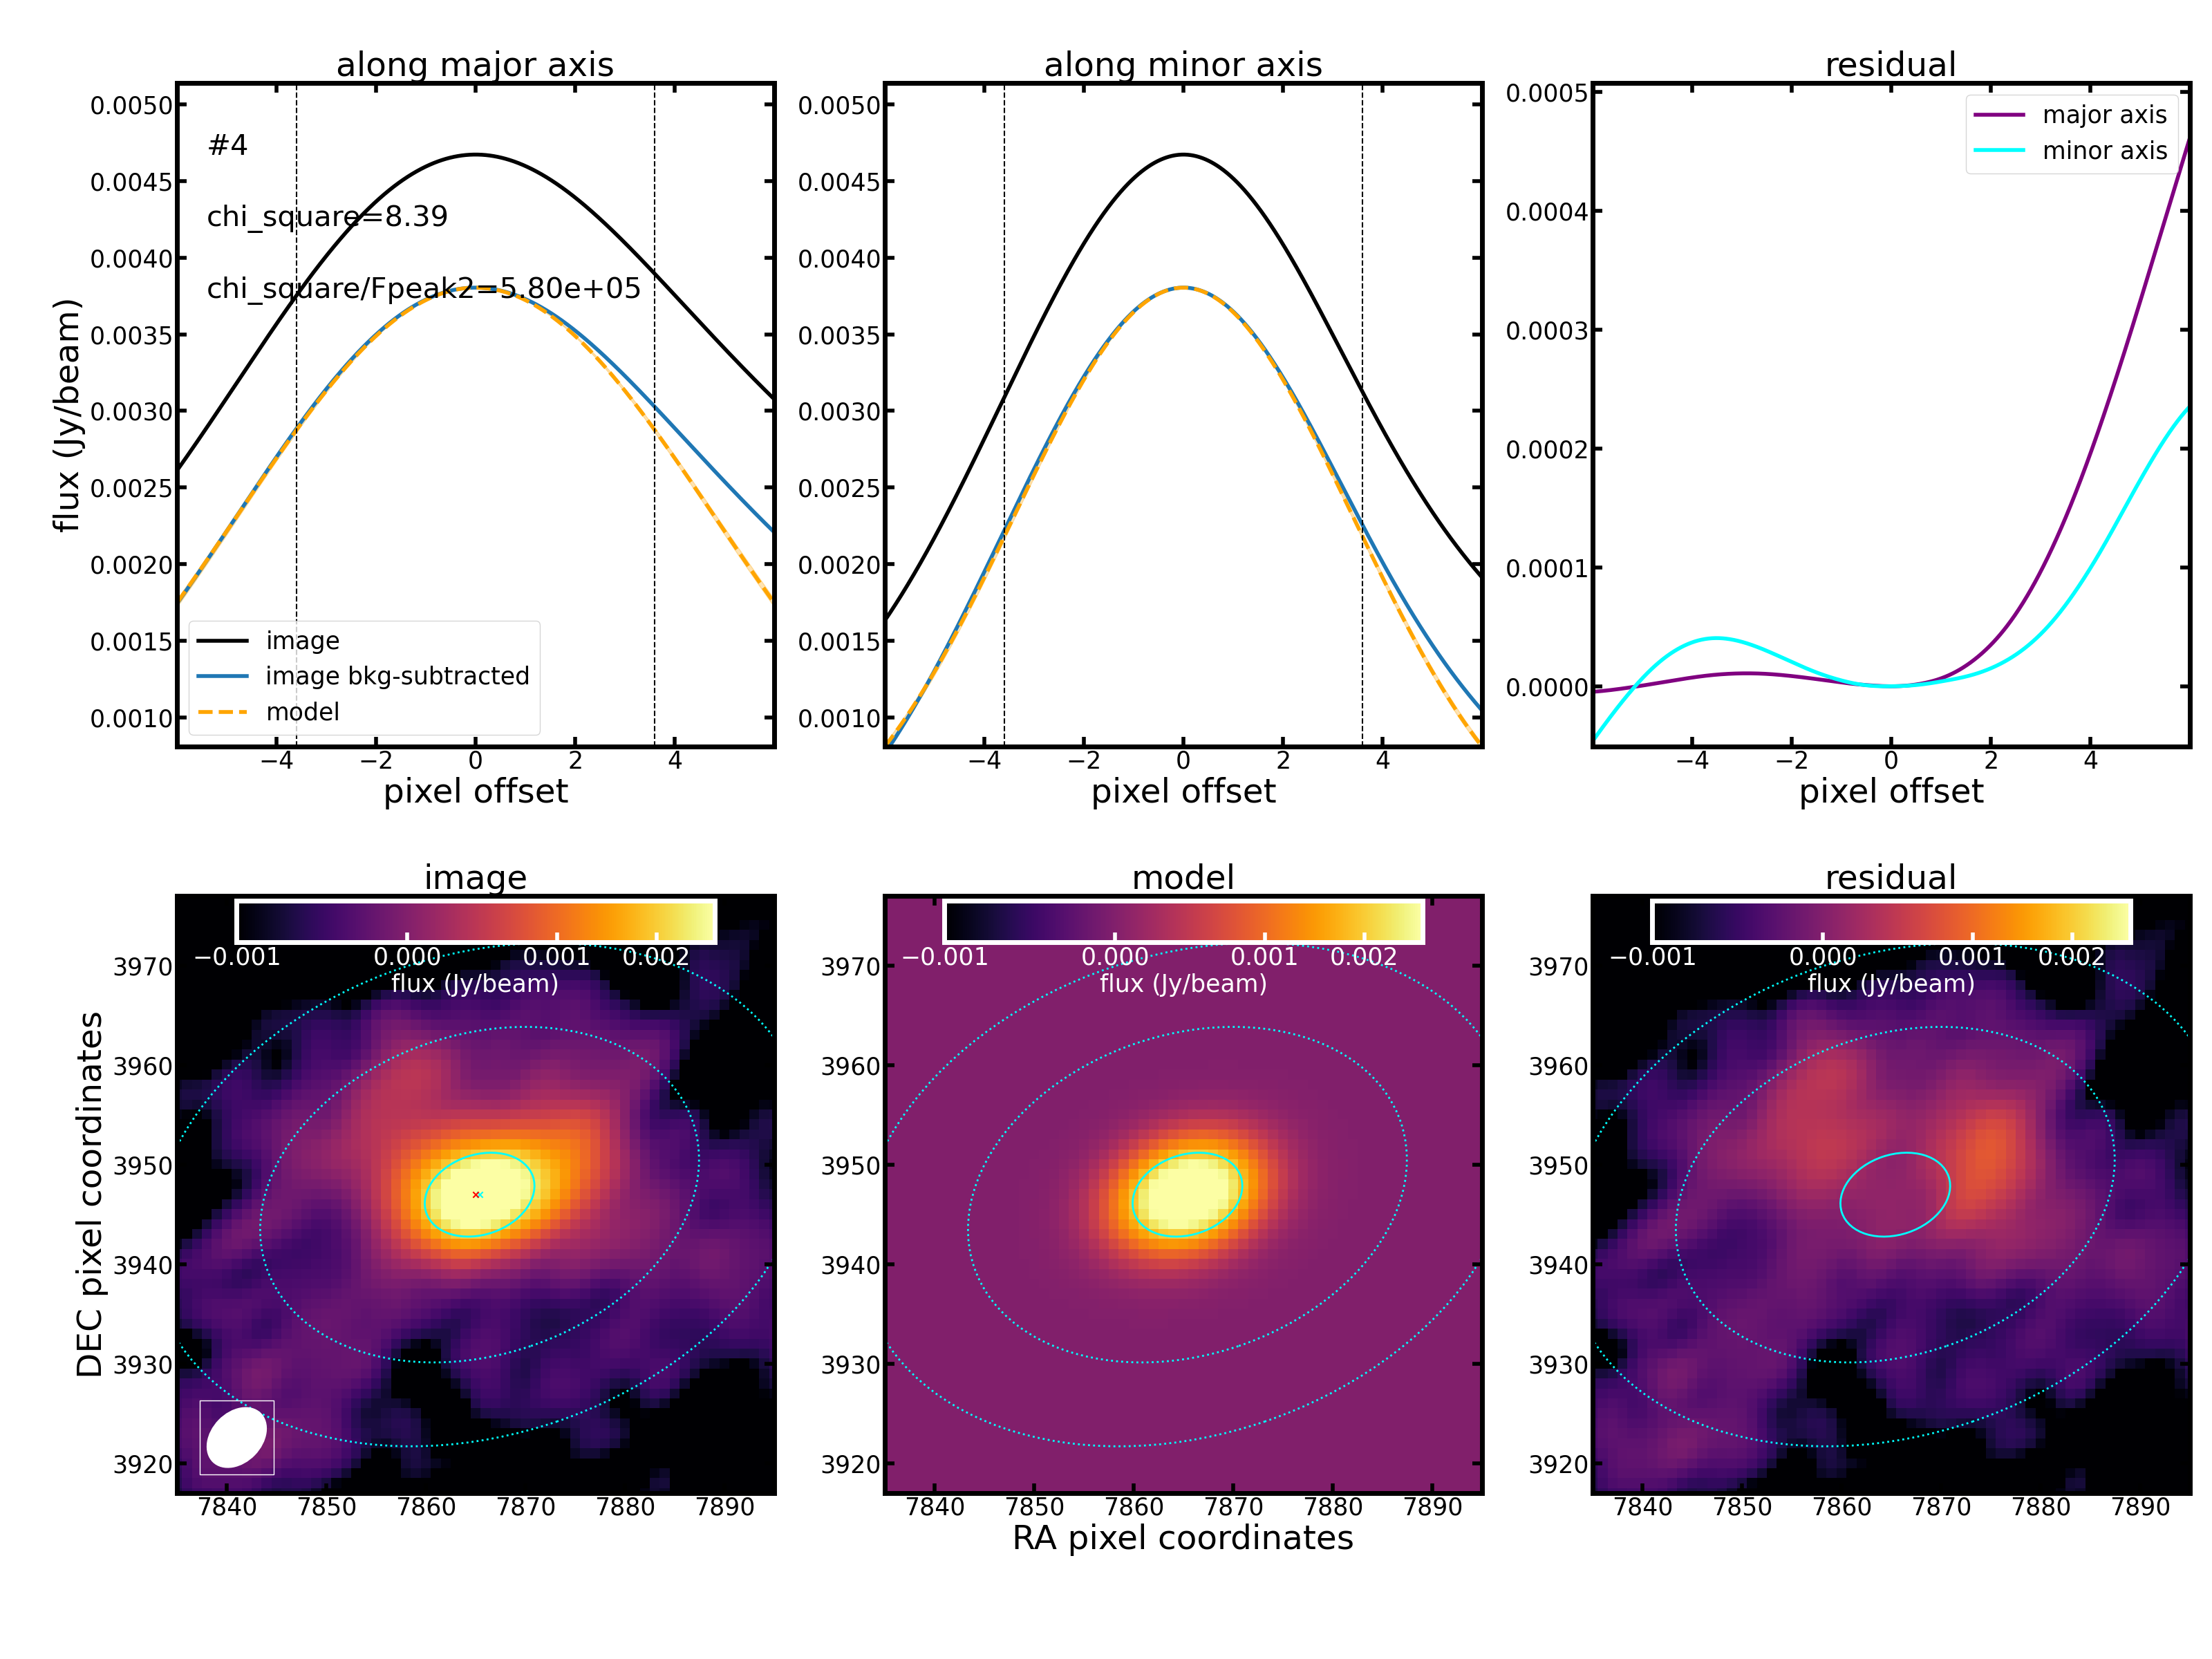 along major axis
along minor axis
residual
0.0050
0.0045
0.0040
0.0035
0.0030
0.0025
0.0020
0.0015
0.0010
flux (Jy/beam)
#4
chi_square=8.39
chi_square/Fpeak2=5.80e+05
image
image bkg-subtracted
model
−4 −2 0 2 4
pixel offset
0.0050
0.0045
0.0040
0.0035
0.0030
0.0025
0.0020
0.0015
0.0010
−4 −2 0 2 4
pixel offset
0.0005
0.0004
0.0003
0.0002
0.0001
0.0000
major axis
minor axis
−4 −2 0 2 4
pixel offset
image
model
residual
−0.001 0.000 0.001 0.002
flux (Jy/beam)
3970
3960
3950
3940
3930
3920
DEC pixel coordinates
7840 7850 7860 7870 7880 7890
−0.001 0.000 0.001 0.002
flux (Jy/beam)
3970
3960
3950
3940
3930
3920
7840 7850 7860 7870 7880 7890
RA pixel coordinates
−0.001 0.000 0.001 0.002
flux (Jy/beam)
3970
3960
3950
3940
3930
3920
7840 7850 7860 7870 7880 7890